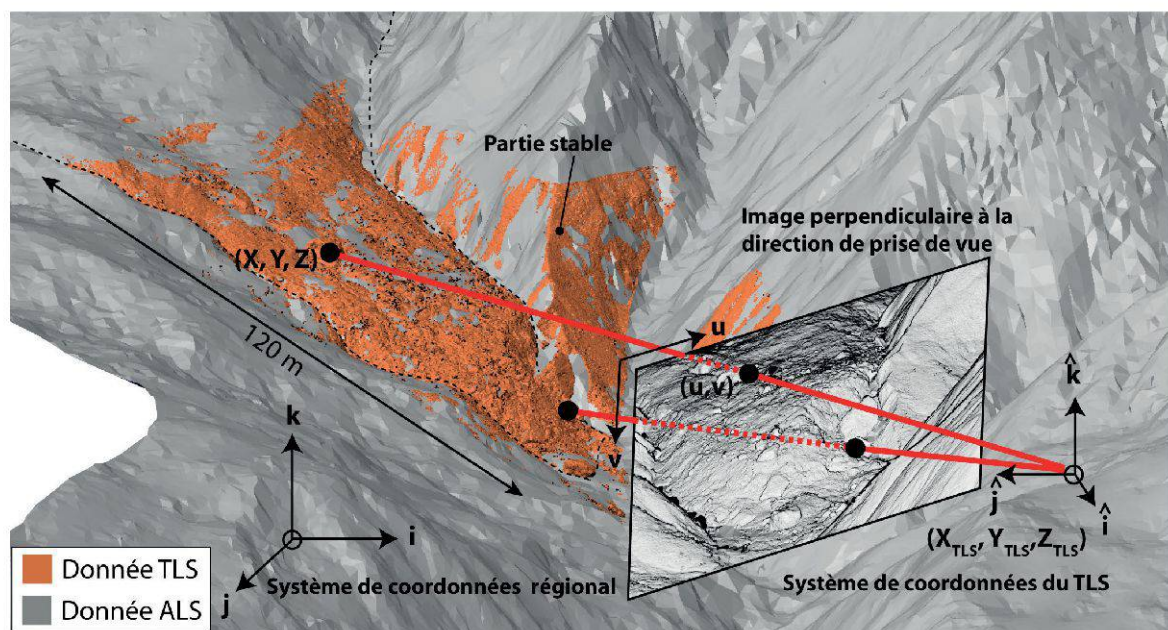 Partie stable
Image perpendiculaire à la
direction de prise de vue
(X, Y, Z)
120 m
u
(u,v)
v
k
i
j
k̂
ĵ
î
(X_TLS, Y_TLS, Z_TLS)
Système de coordonnées régional
Système de coordonnées du TLS
Donnée TLS
Donnée ALS